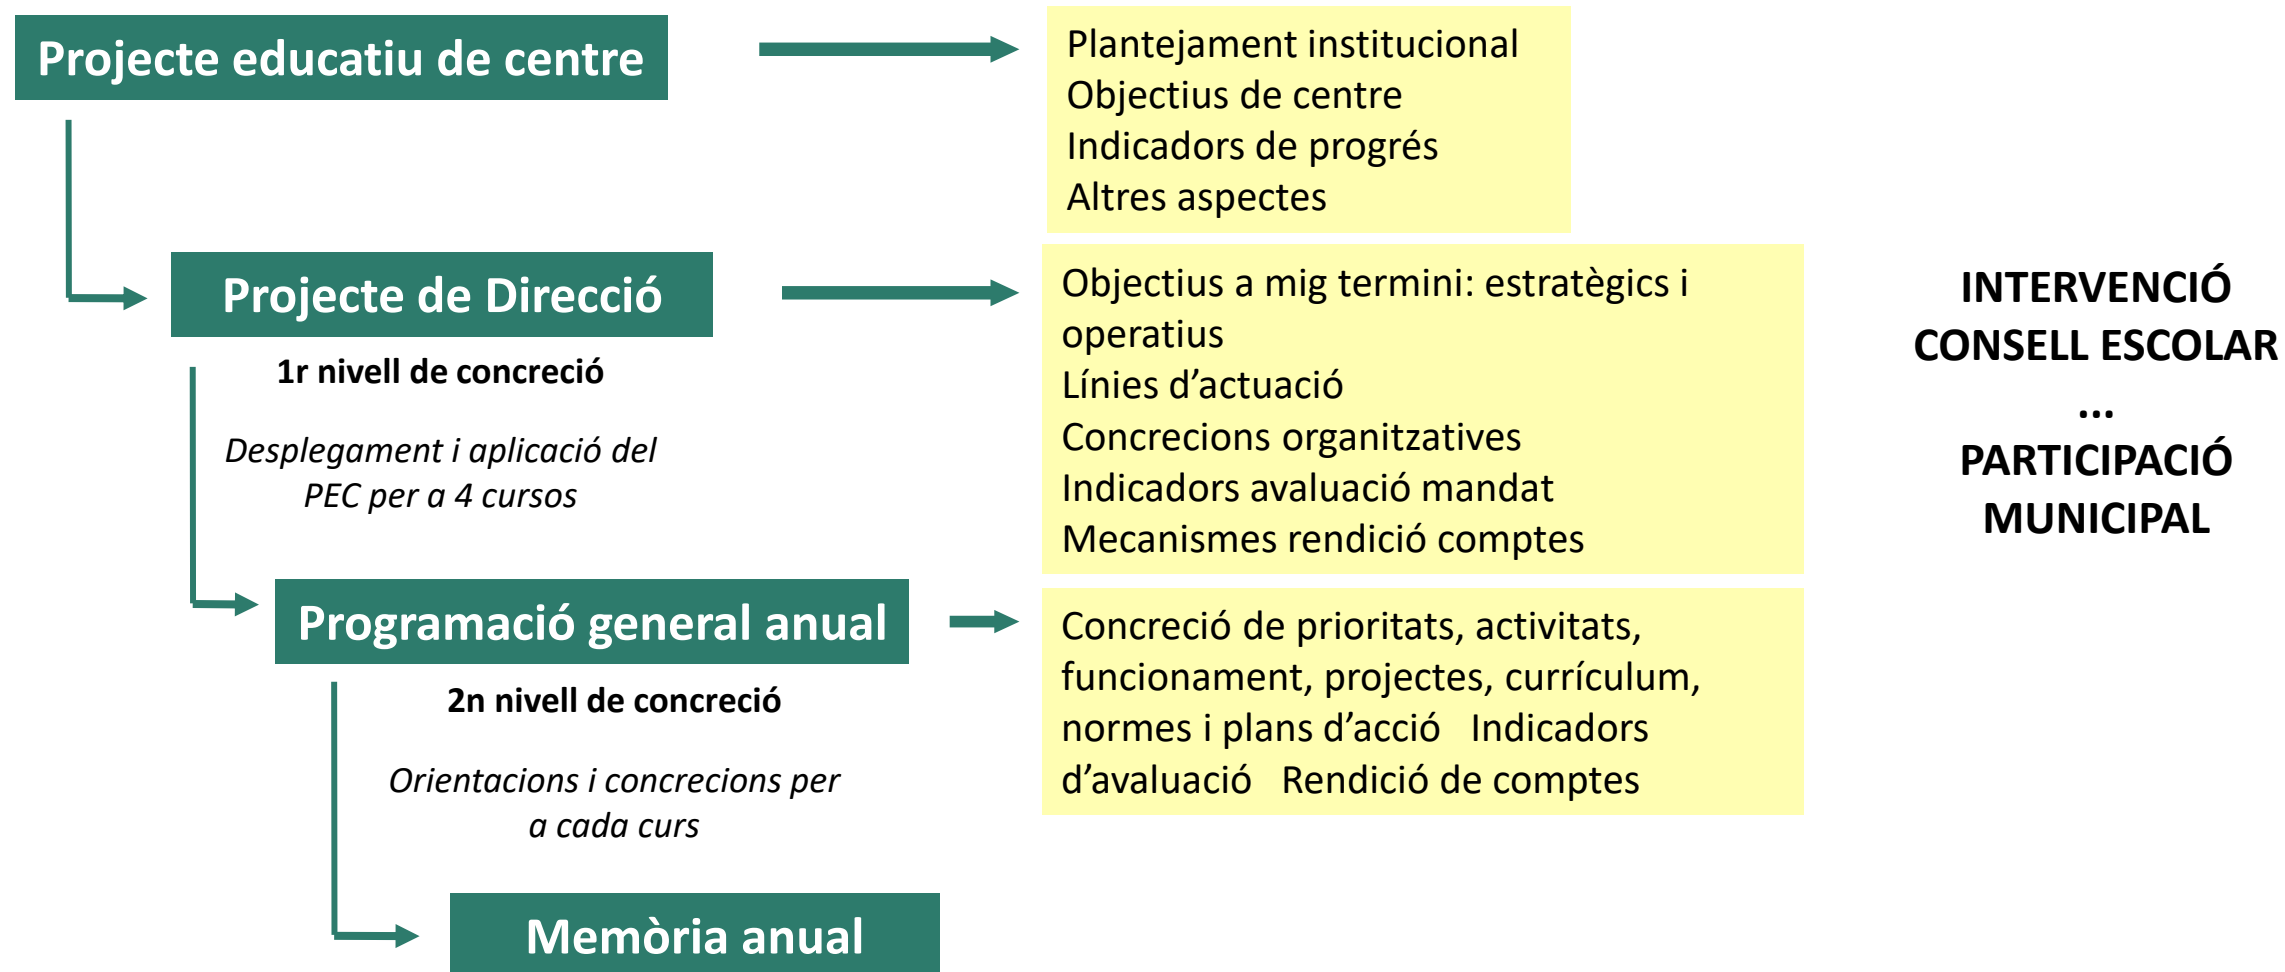 Projecte educatiu de centre
Plantejament institucional
Objectius de centre
Indicadors de progrés
Altres aspectes
Projecte de Direcció
1r nivell de concreció
Desplegament i aplicació del
PEC per a 4 cursos
Objectius a mig termini: estratègics i
operatius
Línies d’actuació
Concrecions organitzatives
Indicadors avaluació mandat
Mecanismes rendició comptes
INTERVENCIÓ
CONSELL ESCOLAR
...
PARTICIPACIÓ
MUNICIPAL
Programació general anual
2n nivell de concreció
Orientacions i concrecions per
a cada curs
Concreció de prioritats, activitats,
funcionament, projectes, currículum,
normes i plans d’acció   Indicadors
d’avaluació   Rendició de comptes
Memòria anual